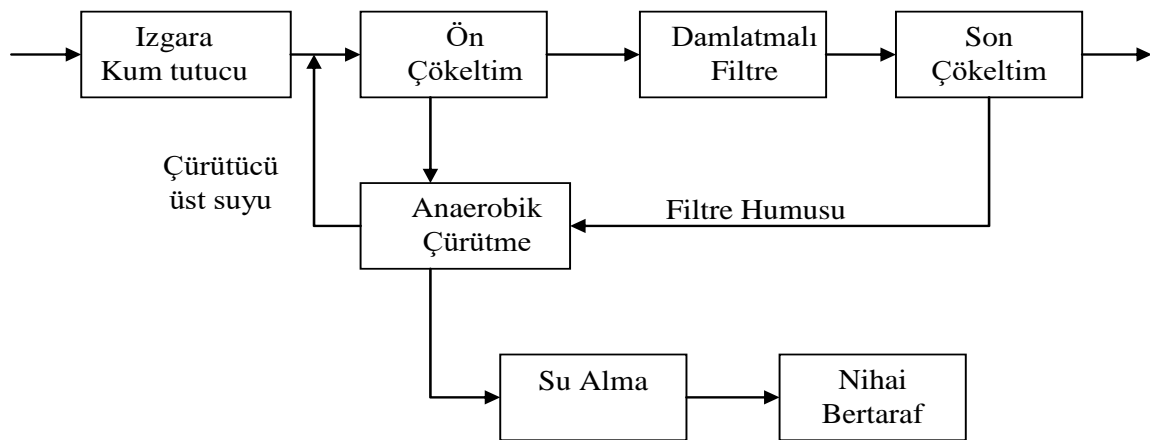 Izgara
Kum tutucu
Ön
Çökeltim
Damlatmalı
Filtre
Son
Çökeltim
Çürütücü
üst suyu
Anaerobik
Çürütme
Filtre Humusu
Su Alma
Nihai
Bertaraf